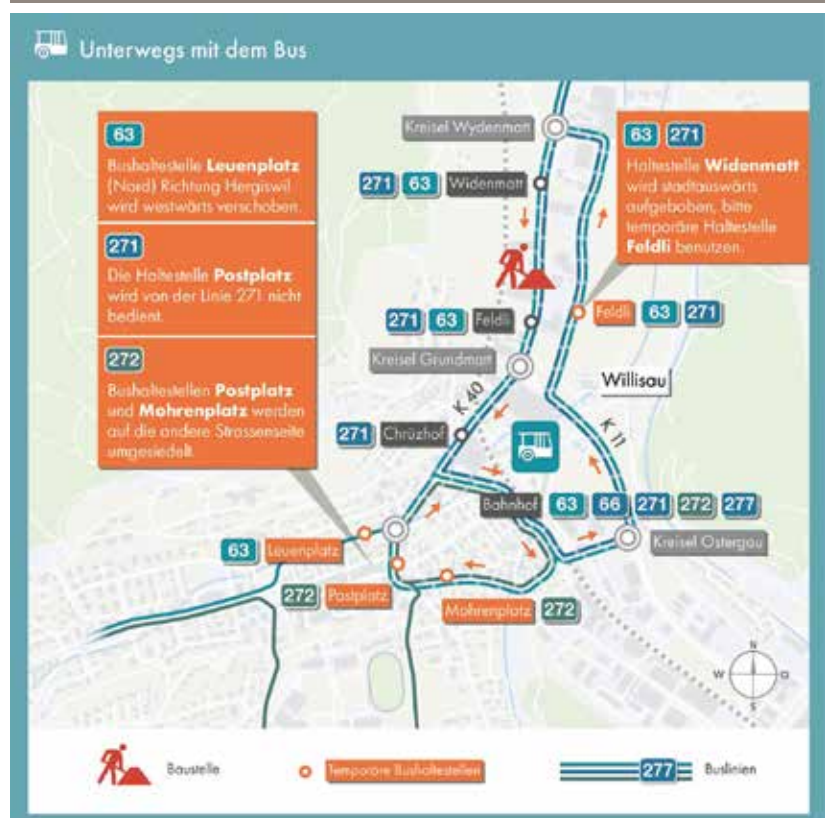 Unterwegs mit dem Bus
63
Bushaltestelle Leuenplatz
(Nord) Richtung Hergiswil
wird westwärts verschoben.
271
Die Haltestelle Postplatz
wird von der Linie 271 nicht
bedient.
272
Bushaltestellen Postplatz
und Mohrenplatz werden
auf die andere Strassenseite
umgesiedelt.
63 271
Haltestelle Widenmatt
wird stadtauswärts
aufgehoben, bitte
temporäre Haltestelle
Feldli benutzen.
Kreisel Wydenmatt
271 63 Widenmatt
271 63 Feldli
Feldli 63 271
Kreisel Grundmatt
Willisau
K 40
K 11
271 Chrüzhof
Bahnhof 63 66 271 272 277
Kreisel Ostergau
63 Leuenplatz
272 Postplatz
Mohrenplatz 272
N
W O
S
Baustelle
Temporäre Bushaltestellen
277 Buslinien